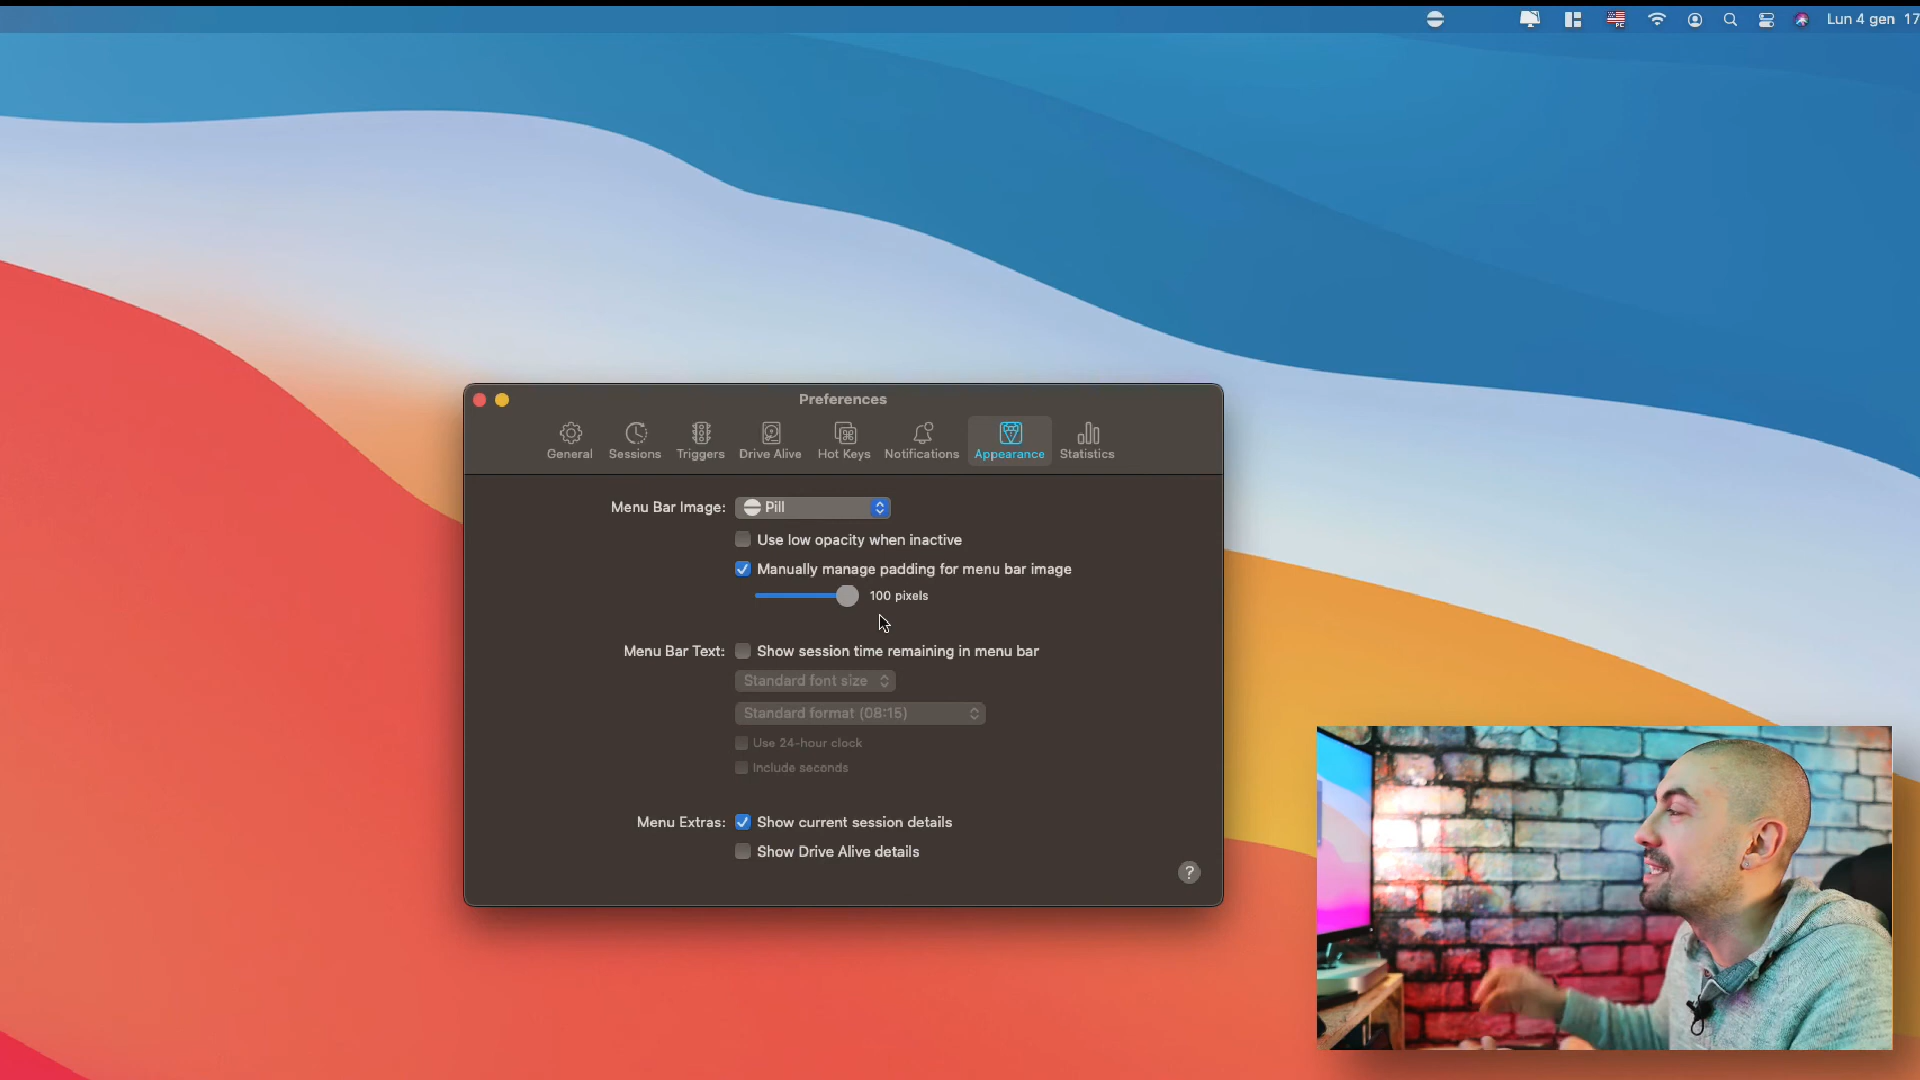 Lun 4 gen 17
Preferences
General Sessions Triggers Drive Alive Hot Keys Notifications Appearance Statistics
Menu Bar Image: Pill
Use low opacity when inactive
Manually manage padding for menu bar image
100 pixels
Menu Bar Text: Show session time remaining in menu bar
Standard font size
Standard format (08:15)
Use 24-hour clock
Include seconds
Menu Extras: Show current session details
Show Drive Alive details
?